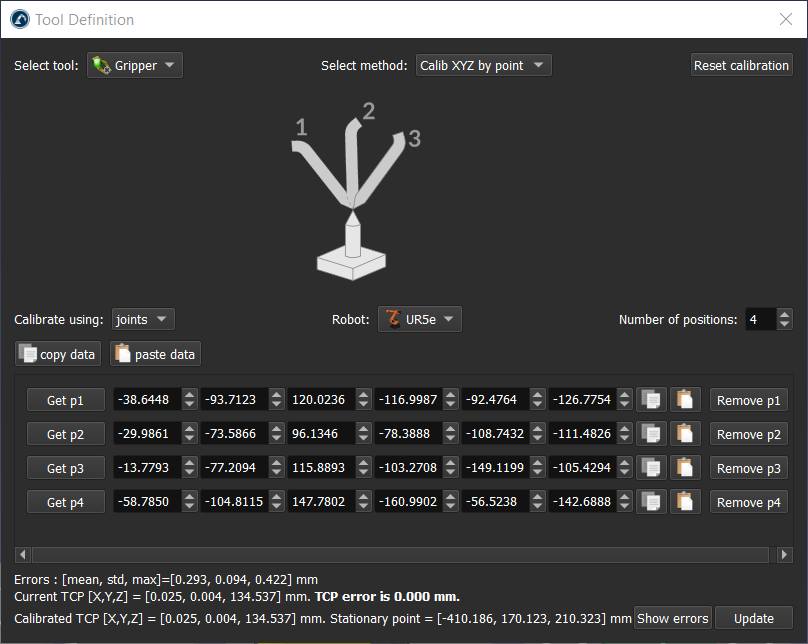 Tool Definition
Select tool: Gripper Select method: Calib XYZ by point Reset calibration
1 2 3
Calibrate using: joints Robot: UR5e Number of positions: 4
copy data paste data
Get p1 -38.6448 -93.7123 120.0236 -116.9987 -92.4764 -126.7754 Remove p1
Get p2 -29.9861 -73.5866 96.1346 -78.3888 -108.7432 -111.4826 Remove p2
Get p3 -13.7793 -77.2094 115.8893 -103.2708 -149.1199 -105.4294 Remove p3
Get p4 -58.7850 -104.8115 147.7802 -160.9902 -56.5238 -142.6888 Remove p4
Errors : [mean, std, max]=[0.293, 0.094, 0.422] mm
Current TCP [X,Y,Z] = [0.025, 0.004, 134.537] mm. TCP error is 0.000 mm.
Calibrated TCP [X,Y,Z] = [0.025, 0.004, 134.537] mm. Stationary point = [-410.186, 170.123, 210.323] mm Show errors Update